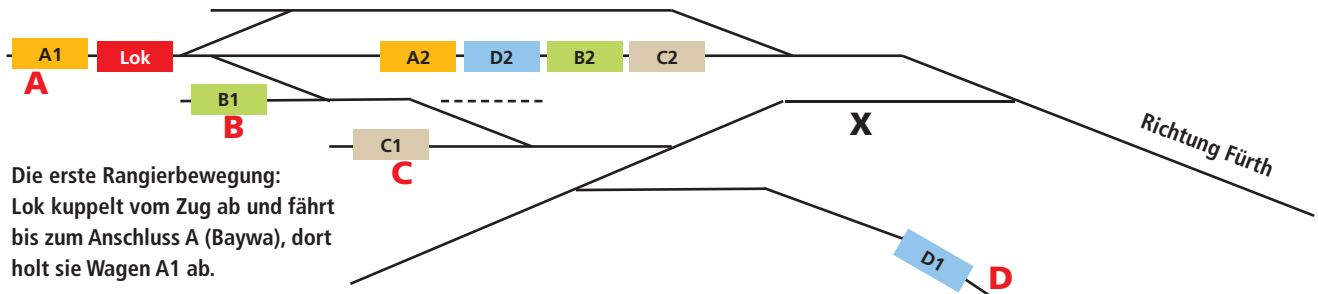 A1 Lok A2 D2 B2 C2
A
B1
B
X
Richtung Fürth
C1
C
Die erste Rangierbewegung:
Lok kuppelt vom Zug ab und fährt
bis zum Anschluss A (Baywa), dort
holt sie Wagen A1 ab.
D1
D